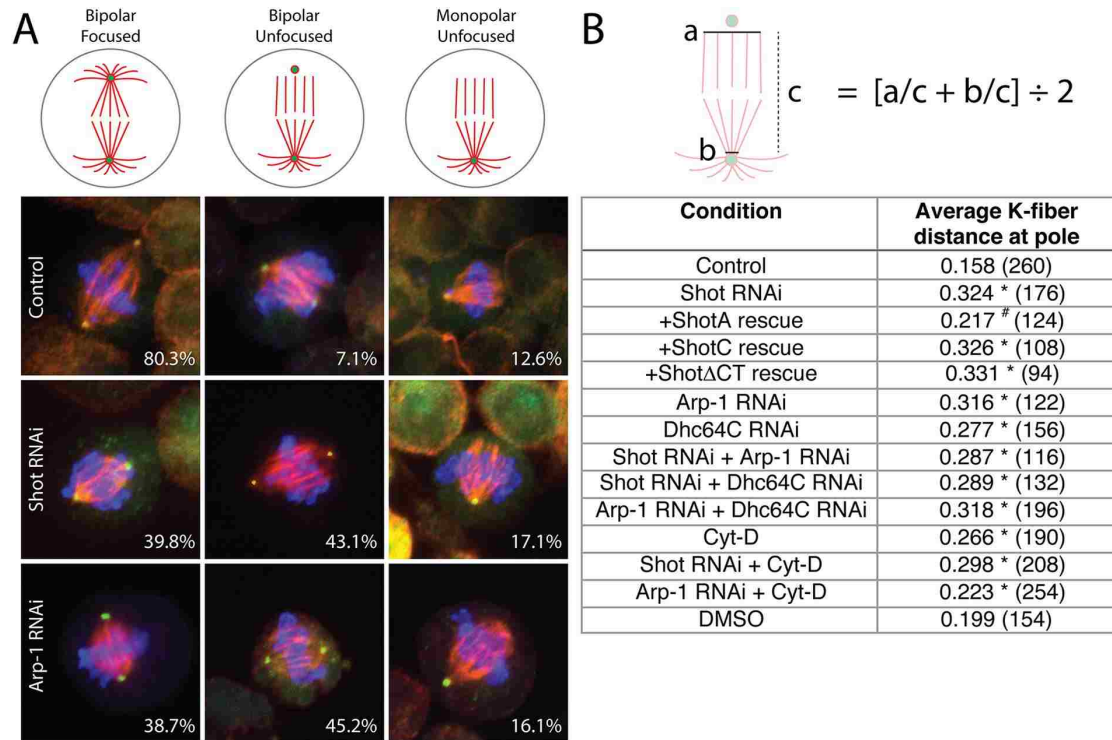 A
Bipolar
Focused
Bipolar
Unfocused
Monopolar
Unfocused
Control
80.3%
7.1%
12.6%
Shot RNAi
39.8%
43.1%
17.1%
Arp-1 RNAi
38.7%
45.2%
16.1%
B
a
b
c = [a/c + b/c] ÷ 2
Condition Average K-fiber distance at pole
Control 0.158 (260)
Shot RNAi 0.324 * (176)
+ShotA rescue 0.217 # (124)
+ShotC rescue 0.326 * (108)
+ShotΔCT rescue 0.331 * (94)
Arp-1 RNAi 0.316 * (122)
Dhc64C RNAi 0.277 * (156)
Shot RNAi + Arp-1 RNAi 0.287 * (116)
Shot RNAi + Dhc64C RNAi 0.289 * (132)
Arp-1 RNAi + Dhc64C RNAi 0.318 * (196)
Cyt-D 0.266 * (190)
Shot RNAi + Cyt-D 0.298 * (208)
Arp-1 RNAi + Cyt-D 0.223 * (254)
DMSO 0.199 (154)